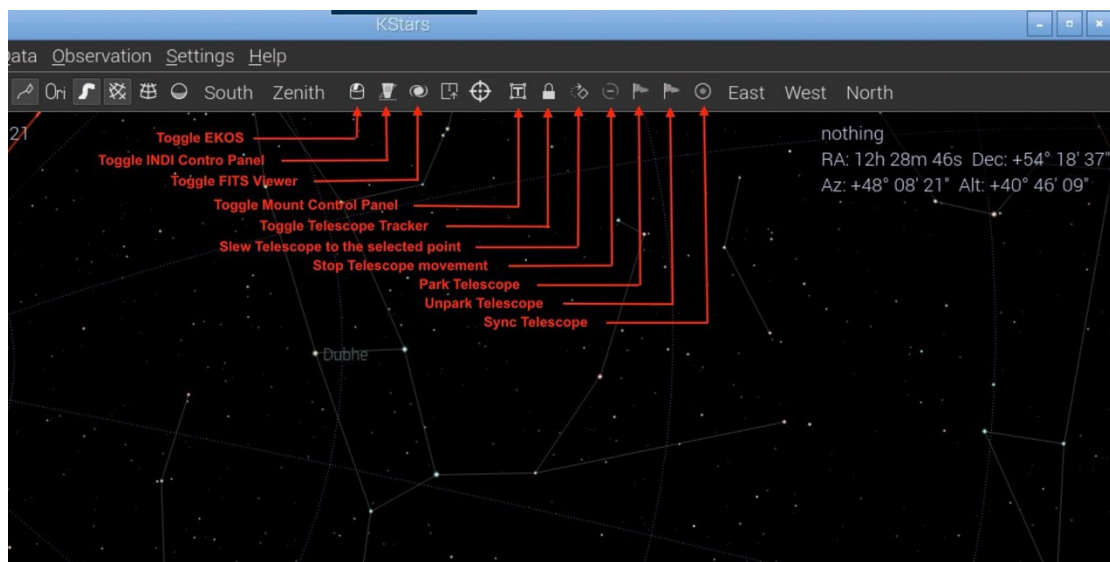 KStars
Data Observation Settings Help
Ori South Zenith East West North
21
nothing
RA: 12h 28m 46s Dec: +54° 18' 37"
Az: +48° 08' 21" Alt: +40° 46' 09"
Toggle EKOS
Toggle INDI Contro Panel
Toggle FITS Viewer
Toggle Mount Control Panel
Toggle Telescope Tracker
Slew Telescope to the selected point
Stop Telescope movement
Park Telescope
Unpark Telescope
Sync Telescope
Dubhe